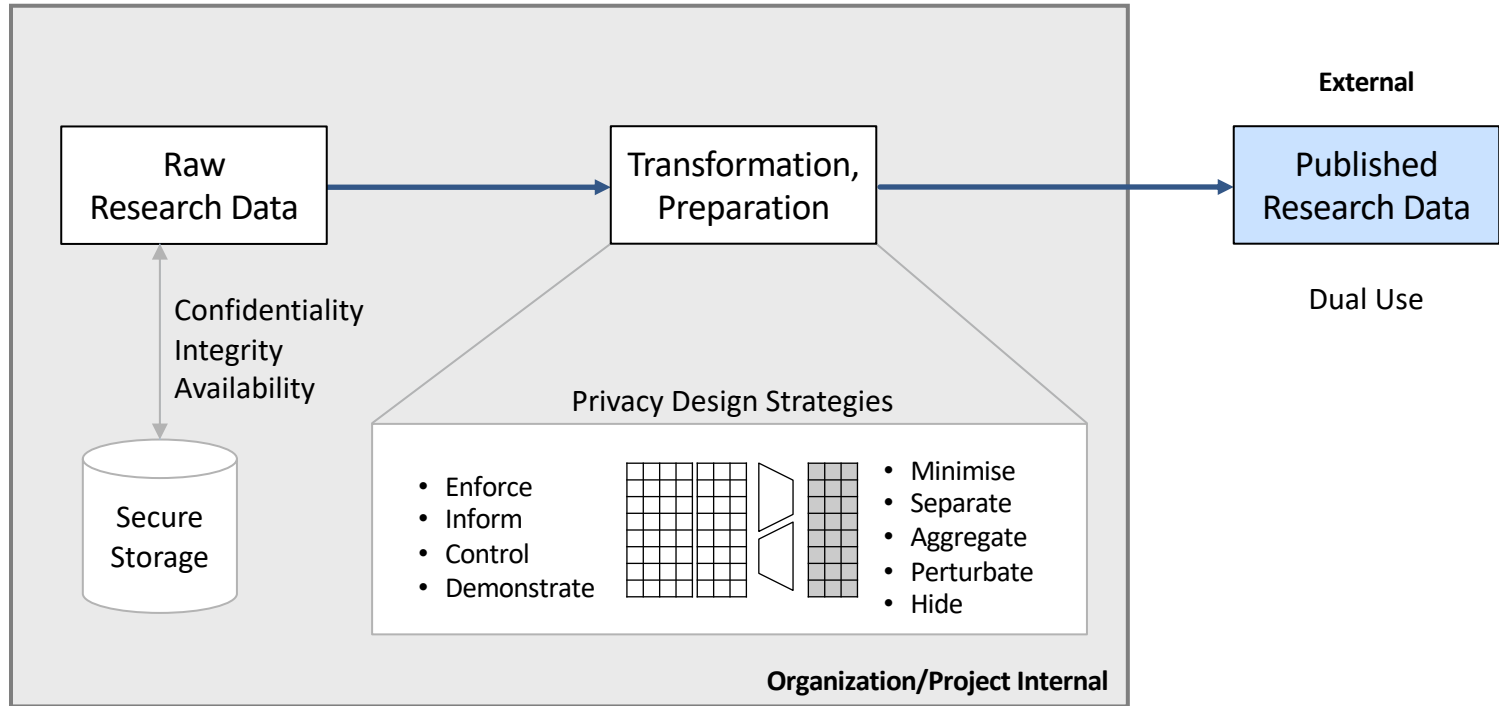 External
Raw
Research Data
Transformation,
Preparation
Published
Research Data
Dual Use
Confidentiality
Integrity
Availability
Secure
Storage
Privacy Design Strategies
• Enforce
• Inform
• Control
• Demonstrate
• Minimise
• Separate
• Aggregate
• Perturbate
• Hide
Organization/Project Internal